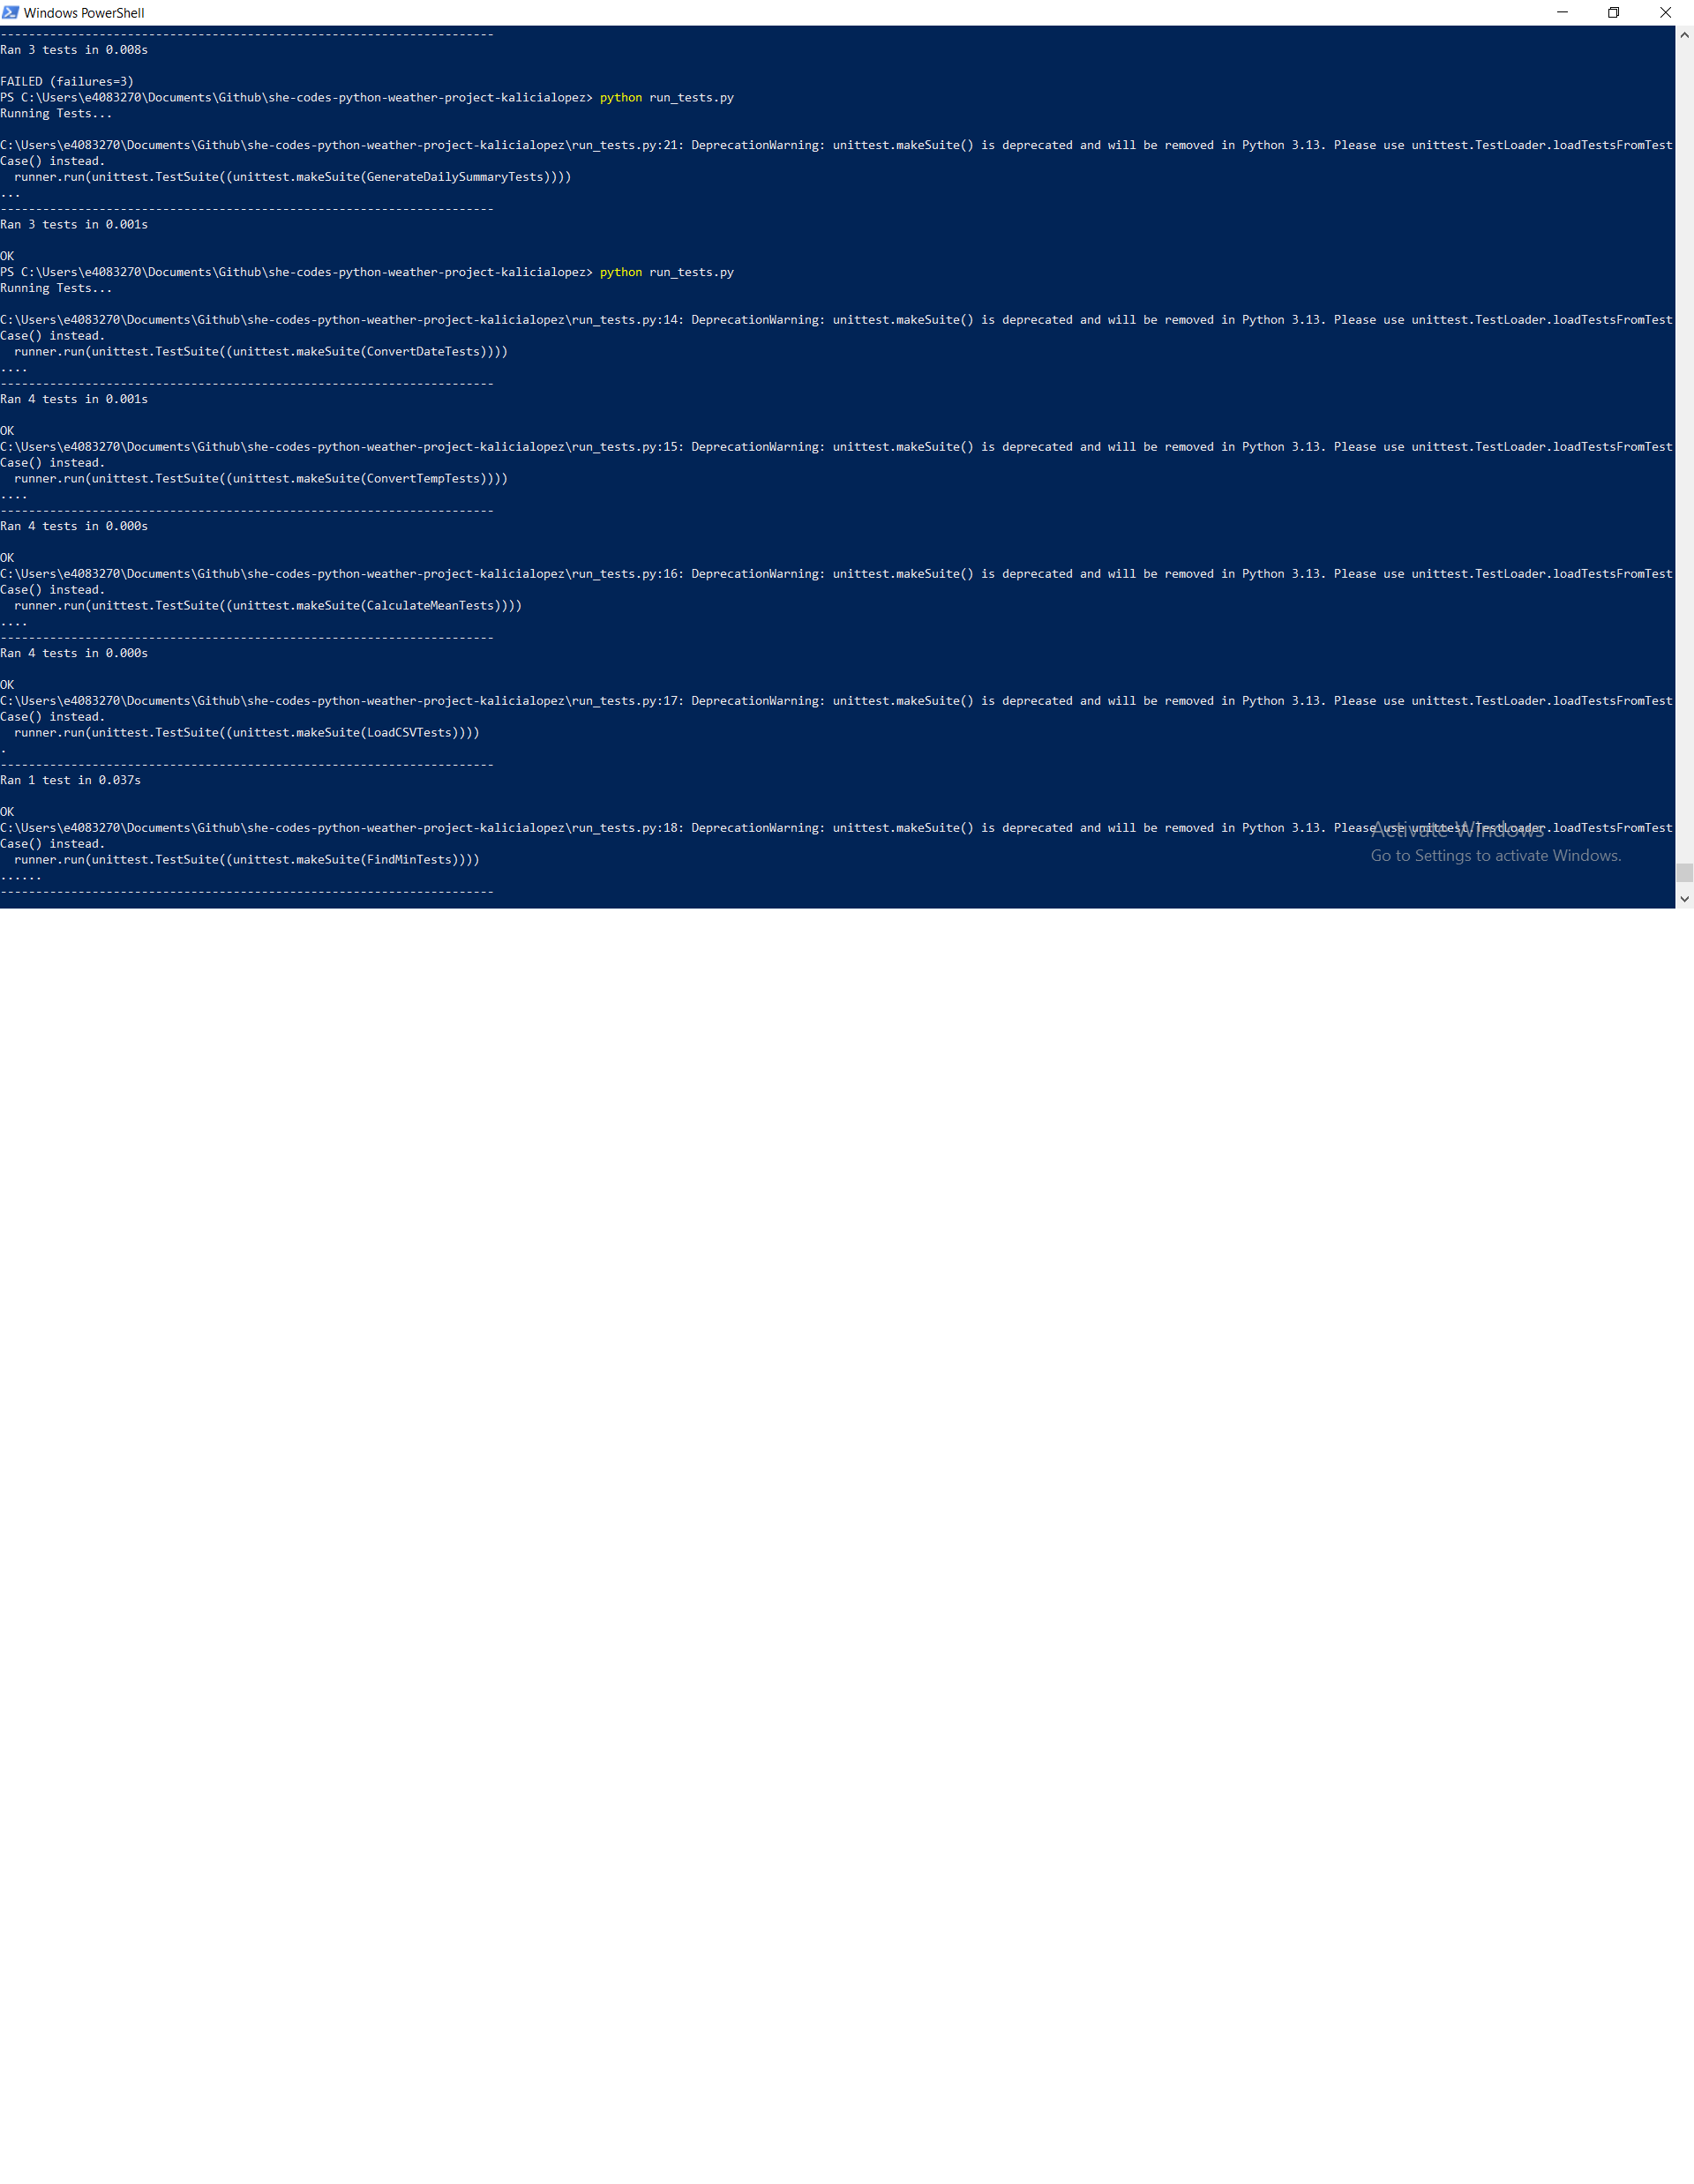 Windows PowerShell
----------------------------------------------------------------------
Ran 3 tests in 0.008s
FAILED (failures=3)
PS C:\Users\e4083270\Documents\Github\she-codes-python-weather-project-kalicialopez> python run_tests.py
Running Tests...
C:\Users\e4083270\Documents\Github\she-codes-python-weather-project-kalicialopez\run_tests.py:21: DeprecationWarning: unittest.makeSuite() is deprecated and will be removed in Python 3.13. Please use unittest.TestLoader.loadTestsFromTest
Case() instead.
  runner.run(unittest.TestSuite((unittest.makeSuite(GenerateDailySummaryTests))))
...
----------------------------------------------------------------------
Ran 3 tests in 0.001s
OK
PS C:\Users\e4083270\Documents\Github\she-codes-python-weather-project-kalicialopez> python run_tests.py
Running Tests...
C:\Users\e4083270\Documents\Github\she-codes-python-weather-project-kalicialopez\run_tests.py:14: DeprecationWarning: unittest.makeSuite() is deprecated and will be removed in Python 3.13. Please use unittest.TestLoader.loadTestsFromTest
Case() instead.
  runner.run(unittest.TestSuite((unittest.makeSuite(ConvertDateTests))))
....
----------------------------------------------------------------------
Ran 4 tests in 0.001s
OK
C:\Users\e4083270\Documents\Github\she-codes-python-weather-project-kalicialopez\run_tests.py:15: DeprecationWarning: unittest.makeSuite() is deprecated and will be removed in Python 3.13. Please use unittest.TestLoader.loadTestsFromTest
Case() instead.
  runner.run(unittest.TestSuite((unittest.makeSuite(ConvertTempTests))))
....
----------------------------------------------------------------------
Ran 4 tests in 0.000s
OK
C:\Users\e4083270\Documents\Github\she-codes-python-weather-project-kalicialopez\run_tests.py:16: DeprecationWarning: unittest.makeSuite() is deprecated and will be removed in Python 3.13. Please use unittest.TestLoader.loadTestsFromTest
Case() instead.
  runner.run(unittest.TestSuite((unittest.makeSuite(CalculateMeanTests))))
....
----------------------------------------------------------------------
Ran 4 tests in 0.000s
OK
C:\Users\e4083270\Documents\Github\she-codes-python-weather-project-kalicialopez\run_tests.py:17: DeprecationWarning: unittest.makeSuite() is deprecated and will be removed in Python 3.13. Please use unittest.TestLoader.loadTestsFromTest
Case() instead.
  runner.run(unittest.TestSuite((unittest.makeSuite(LoadCSVTests))))
.
----------------------------------------------------------------------
Ran 1 test in 0.037s
OK
C:\Users\e4083270\Documents\Github\she-codes-python-weather-project-kalicialopez\run_tests.py:18: DeprecationWarning: unittest.makeSuite() is deprecated and will be removed in Python 3.13. Please use unittest.TestLoader.loadTestsFromTest
Case() instead.
  runner.run(unittest.TestSuite((unittest.makeSuite(FindMinTests))))
......
----------------------------------------------------------------------
Activate Windows
Go to Settings to activate Windows.